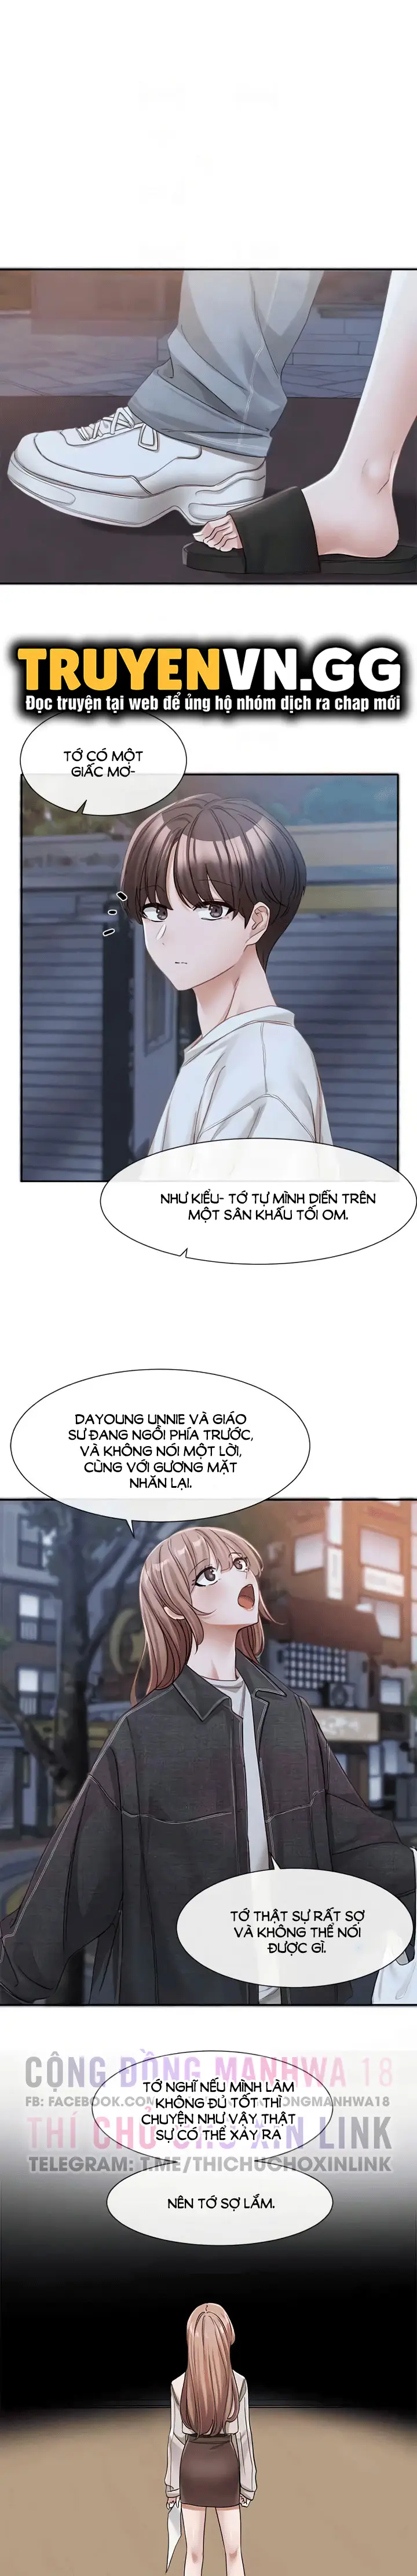 TRUYENVN.GG
Đọc truyện tại web để ủng hộ nhóm dịch ra chap mới
TỚ CÓ MỘT
GIẤC MƠ-
NHƯ KIỂU- TỚ TỰ MÌNH DIỄN TRÊN
MỘT SÂN KHẤU TỐI OM.
DAYOUNG UNNIE VÀ GIÁO
SƯ ĐANG NGỒI PHÍA TRƯỚC,
VÀ KHÔNG NÓI MỘT LỜI,
CÙNG VỚI GƯƠNG MẶT
NHĂN LẠI.
TỚ THẬT SỰ RẤT SỢ
VÀ KHÔNG THỂ NÓI
ĐƯỢC GÌ.
CỘNG ĐỒNG MANHWA 18
TỚ NGHĨ NẾU MÌNH LÀM
FB: FACEBOOK.COM
KHÔNG ĐỦ TỐT THÌ
DONGMANHWA18
CHUYỆN NHƯ VẬY THẬT
SỰ CÓ THỂ XẢY RA
XIN LINK
TELEGRAM: T.ME/THICHUCHOXINLINK
NÊN TỚ SỢ LẮM.